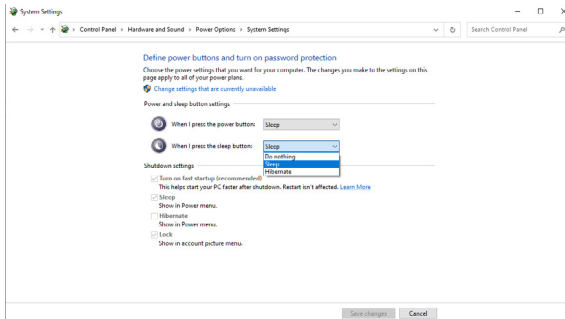 System Settings
Control Panel > Hardware and Sound > Power Options > System Settings
Search Control Panel
Define power buttons and turn on password protection
Choose the power settings that you want for your computer. The changes you make to the settings on this
page apply to all of your power plans.
Change settings that are currently unavailable
Power and sleep button settings
When I press the power button: Sleep
When I press the sleep button: Sleep
Do nothing
Sleep
Hibernate
Shutdown settings
Turn on fast startup (recommended)
This helps start your PC faster after shutdown. Restart isn't affected. Learn More
Sleep
Show in Power menu.
Hibernate
Show in Power menu.
Lock
Show in account picture menu.
Save changes Cancel